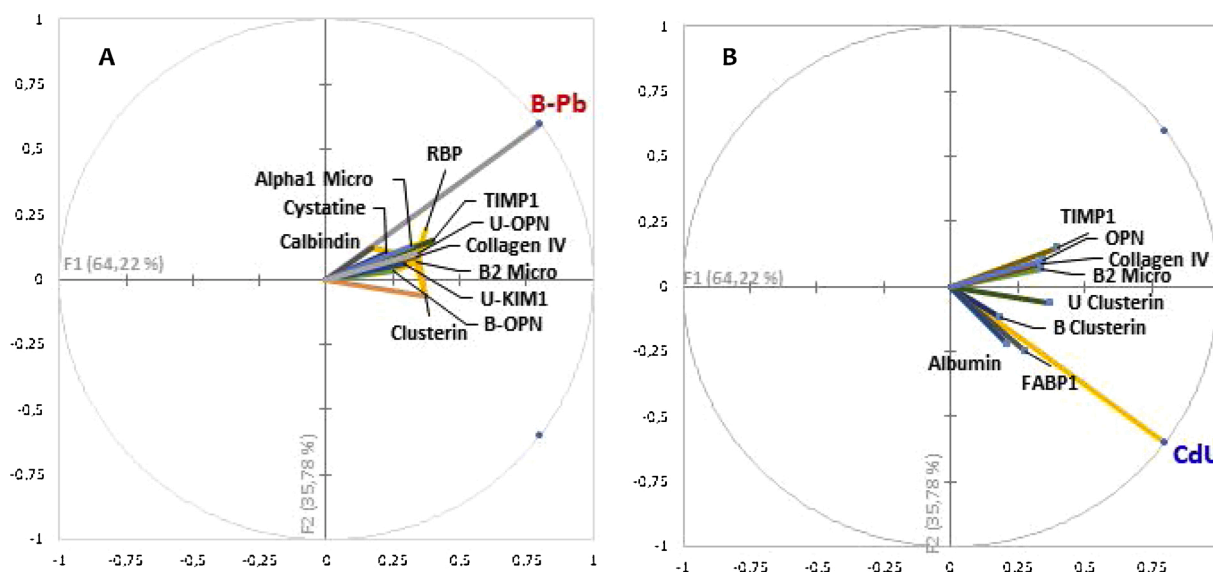 A
1
0,75
0,5
0,25
0
-0,25
-0,5
-0,75
-1
-1
-0,75
-0,5
-0,25
0
0,25
0,5
0,75
1
F1 (64,22 %)
F2 (35,78 %)
B-Pb
RBP
Alpha1 Micro
TIMP1
Cystatine
U-OPN
Calbindin
Collagen IV
B2 Micro
U-KIM1
Clusterin
B-OPN
B
1
0,75
0,5
0,25
0
-0,25
-0,5
-0,75
-1
-1
-0,75
-0,5
-0,25
0
0,25
0,5
0,75
F1 (64,22 %)
F2 (35,78 %)
TIMP1
OPN
Collagen IV
B2 Micro
U Clusterin
B Clusterin
Albumin
FABP1
CdU